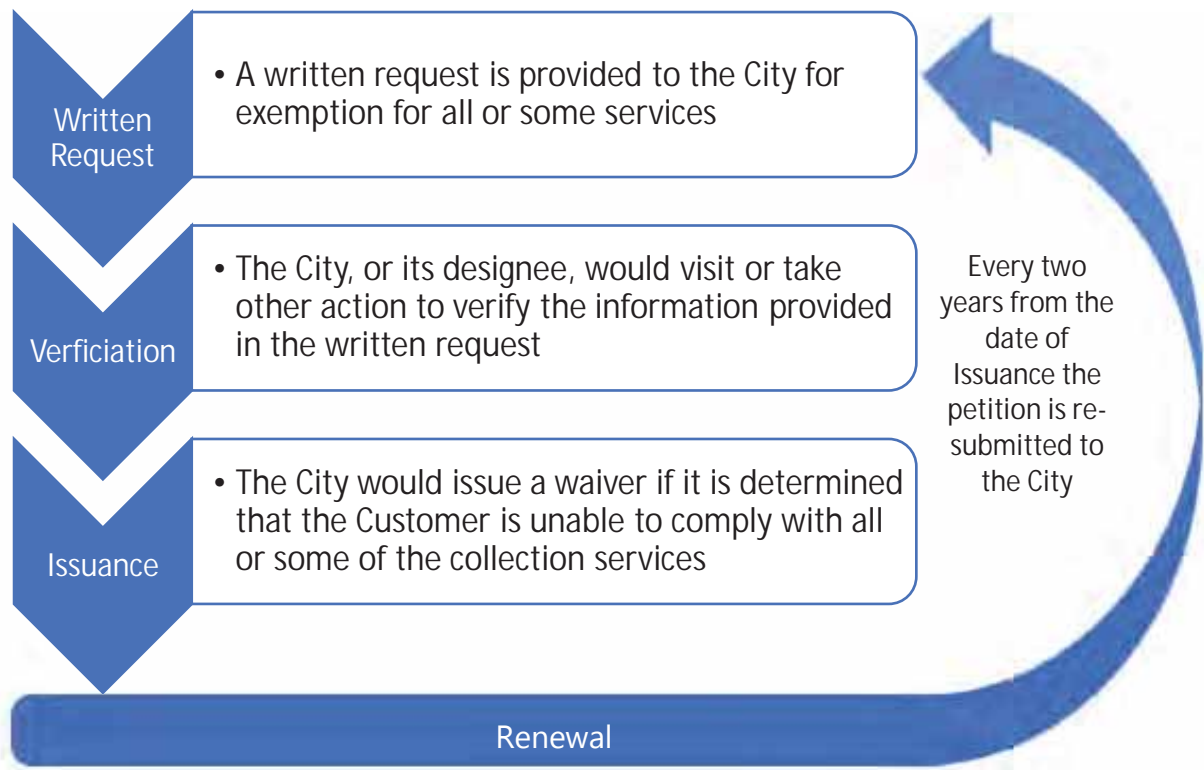 Written
Request
• A written request is provided to the City for
exemption for all or some services
Verficiation
• The City, or its designee, would visit or take
other action to verify the information provided
in the written request
Issuance
• The City would issue a waiver if it is determined
that the Customer is unable to comply with all
or some of the collection services
Every two
years from the
date of
Issuance the
petition is re-
submitted to
the City
Renewal